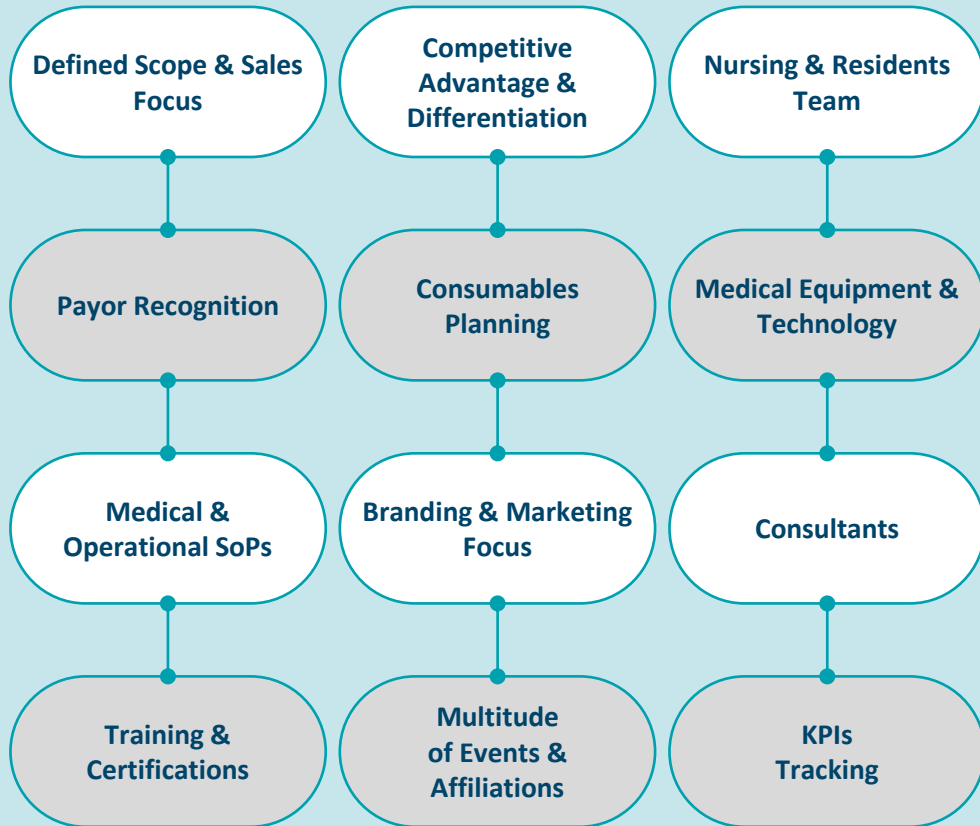 Defined Scope & Sales
Focus
Competitive
Advantage &
Differentiation
Nursing & Residents
Team
Payor Recognition
Consumables
Planning
Medical Equipment &
Technology
Medical &
Operational SoPs
Branding & Marketing
Focus
Consultants
Training &
Certifications
Multitude
of Events &
Affiliations
KPIs
Tracking